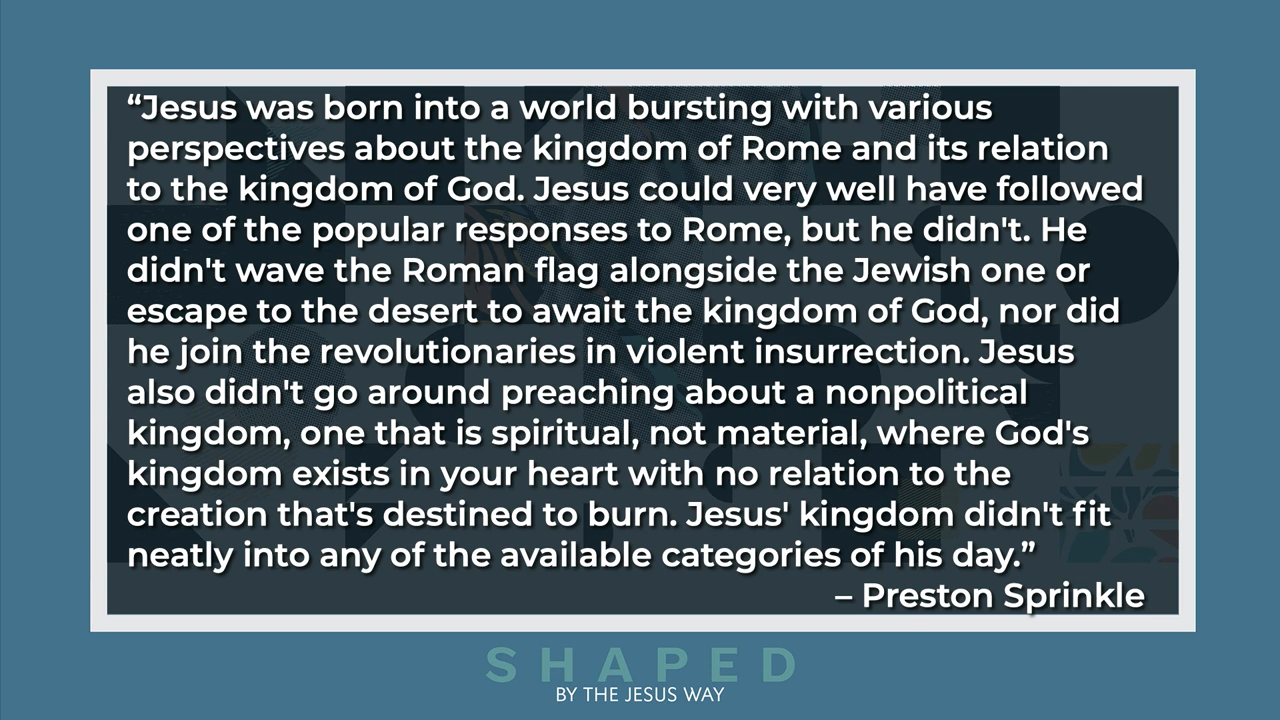 “Jesus was born into a world bursting with various
perspectives about the kingdom of Rome and its relation
to the kingdom of God. Jesus could very well have followed
one of the popular responses to Rome, but he didn't. He
didn't wave the Roman flag alongside the Jewish one or
escape to the desert to await the kingdom of God, nor did
he join the revolutionaries in violent insurrection. Jesus
also didn't go around preaching about a nonpolitical
kingdom, one that is spiritual, not material, where God's
kingdom exists in your heart with no relation to the
creation that's destined to burn. Jesus' kingdom didn't fit
neatly into any of the available categories of his day.”
– Preston Sprinkle
SHAPED
BY THE JESUS WAY